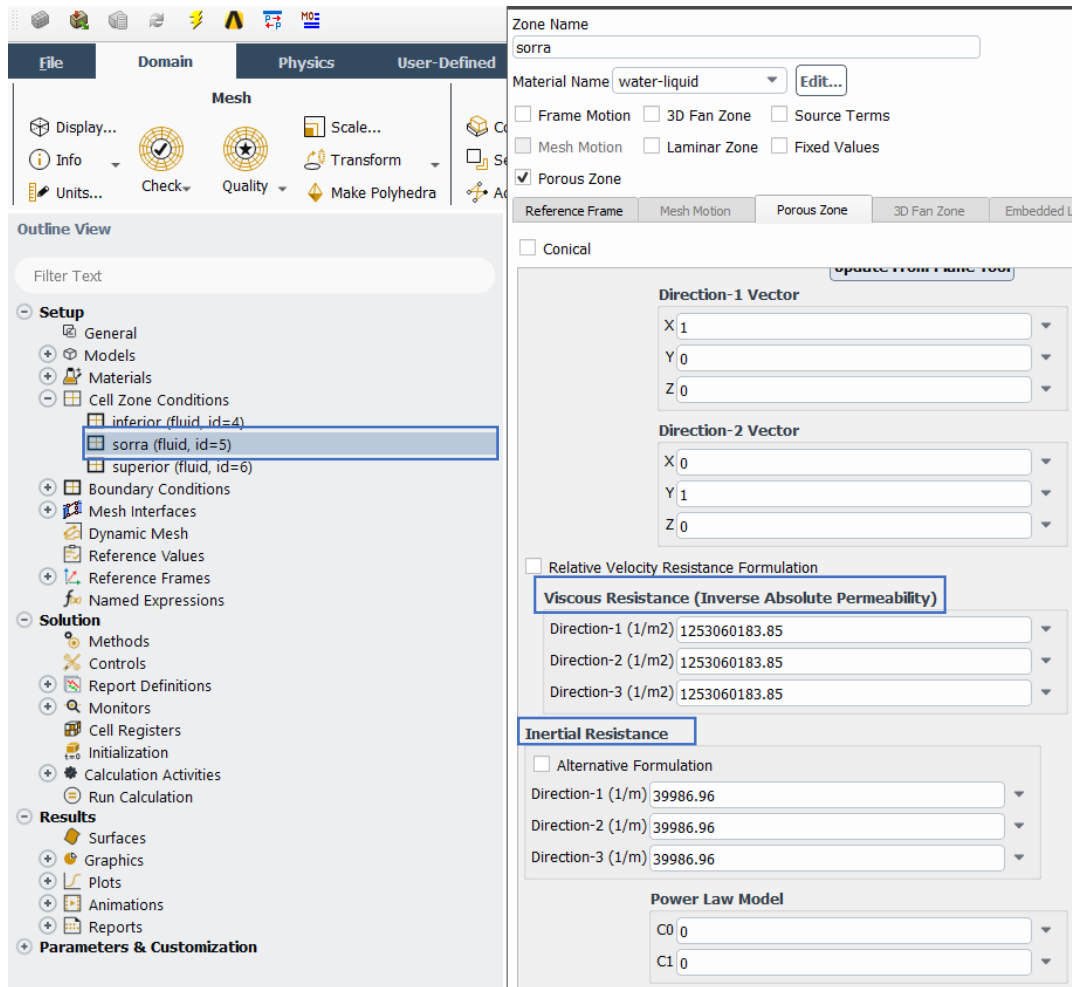 MO=
File
Domain
Physics
User-Defined
Mesh
Display...
Info
Units...
Check
Quality
Scale...
Transform
Make Polyhedra
Outline View
Filter Text
Setup
General
Models
Materials
Cell Zone Conditions
inferior (fluid, id=4)
sorra (fluid, id=5)
superior (fluid, id=6)
Boundary Conditions
Mesh Interfaces
Dynamic Mesh
Reference Values
Reference Frames
Named Expressions
Solution
Methods
Controls
Report Definitions
Monitors
Cell Registers
Initialization
Calculation Activities
Run Calculation
Results
Surfaces
Graphics
Plots
Animations
Reports
Parameters & Customization
Zone Name
sorra
Material Name water-liquid Edit...
Frame Motion 3D Fan Zone Source Terms
Mesh Motion Laminar Zone Fixed Values
Porous Zone
Reference Frame Mesh Motion Porous Zone 3D Fan Zone Embedded
Conical
Update From Plane Tool
Direction-1 Vector
X 1
Y 0
Z 0
Direction-2 Vector
X 0
Y 1
Z 0
Relative Velocity Resistance Formulation
Viscous Resistance (Inverse Absolute Permeability)
Direction-1 (1/m2) 1253060183.85
Direction-2 (1/m2) 1253060183.85
Direction-3 (1/m2) 1253060183.85
Inertial Resistance
Alternative Formulation
Direction-1 (1/m) 39986.96
Direction-2 (1/m) 39986.96
Direction-3 (1/m) 39986.96
Power Law Model
C0 0
C1 0